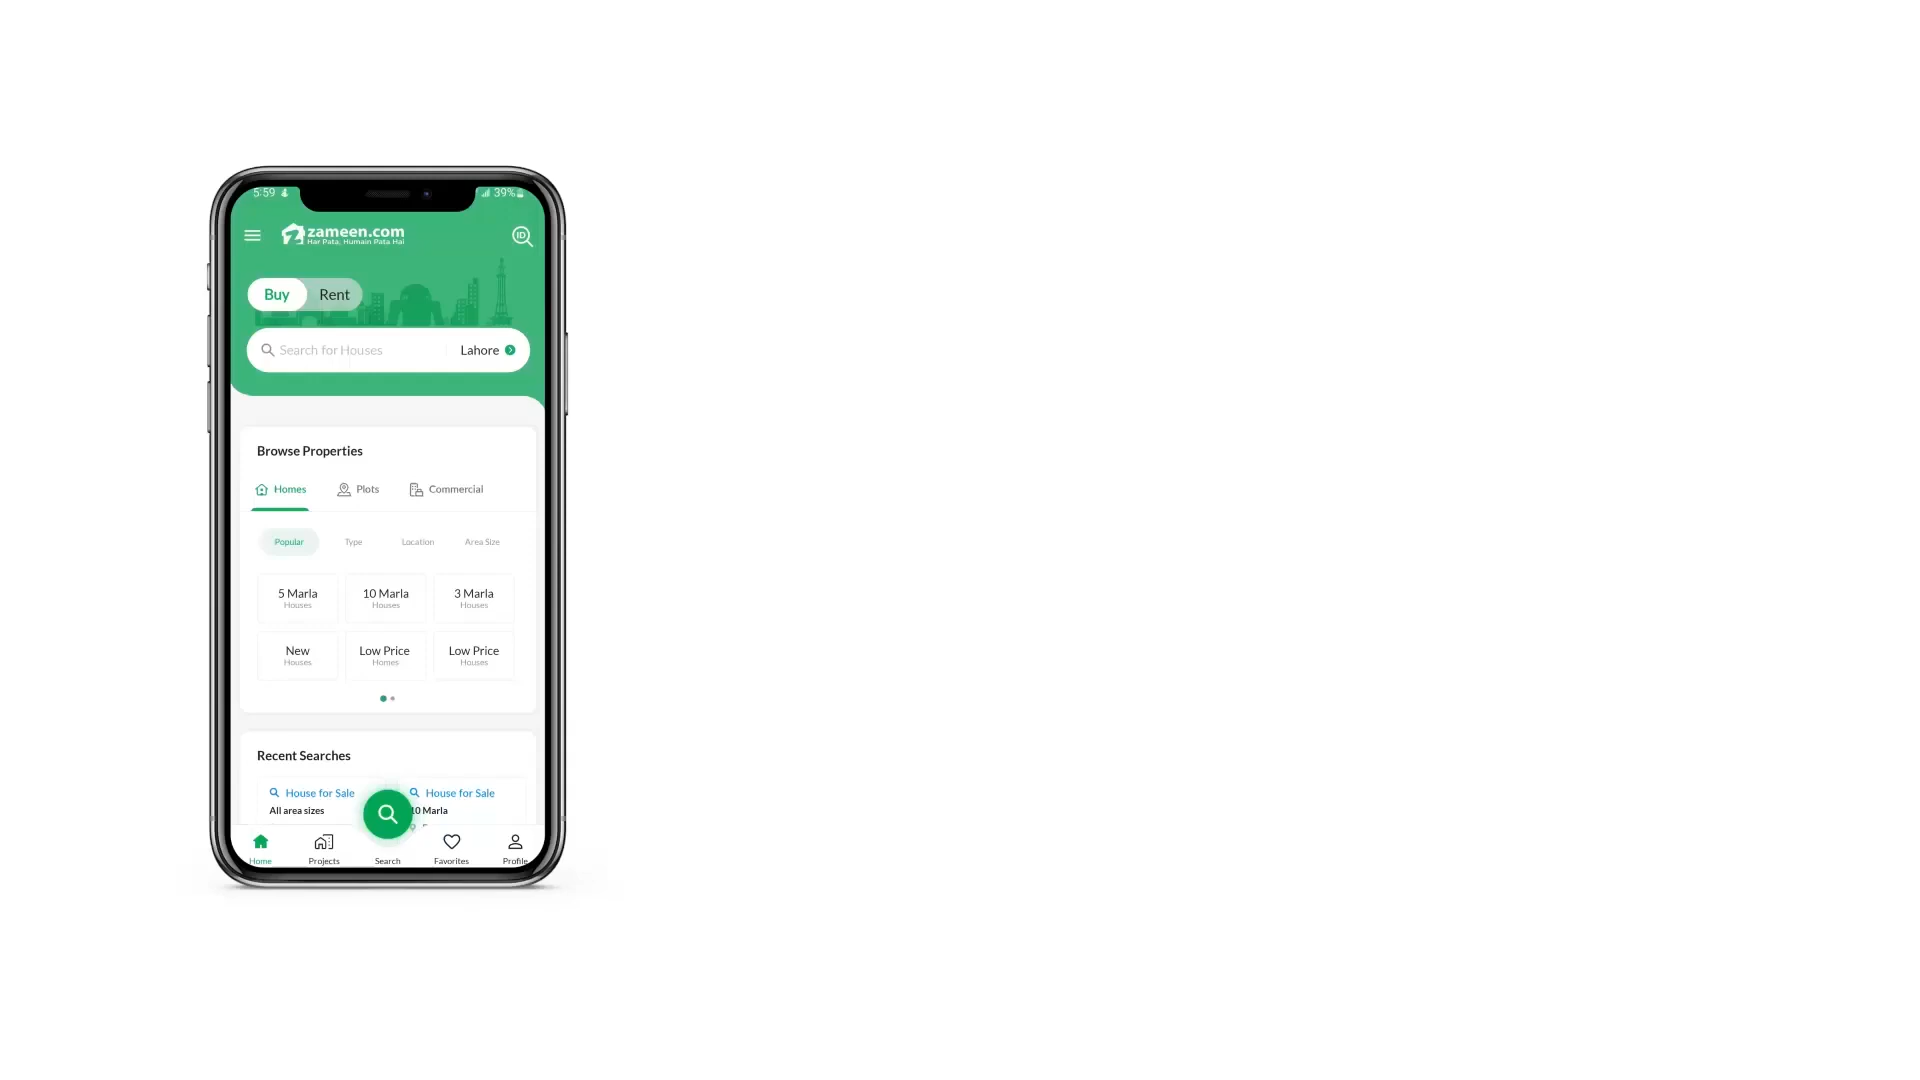 5:59
39%
zameen.com
Har Pata, Humain Pata Hai
ID
Buy Rent
Search for Houses Lahore
Browse Properties
Homes Plots Commercial
Popular Type Location Area Size
5 Marla 10 Marla 3 Marla
Houses Houses Houses
New Low Price Low Price
Houses Homes Houses
Recent Searches
House for Sale House for Sale
All area sizes 10 Marla
Home Projects Search Favorites Profile